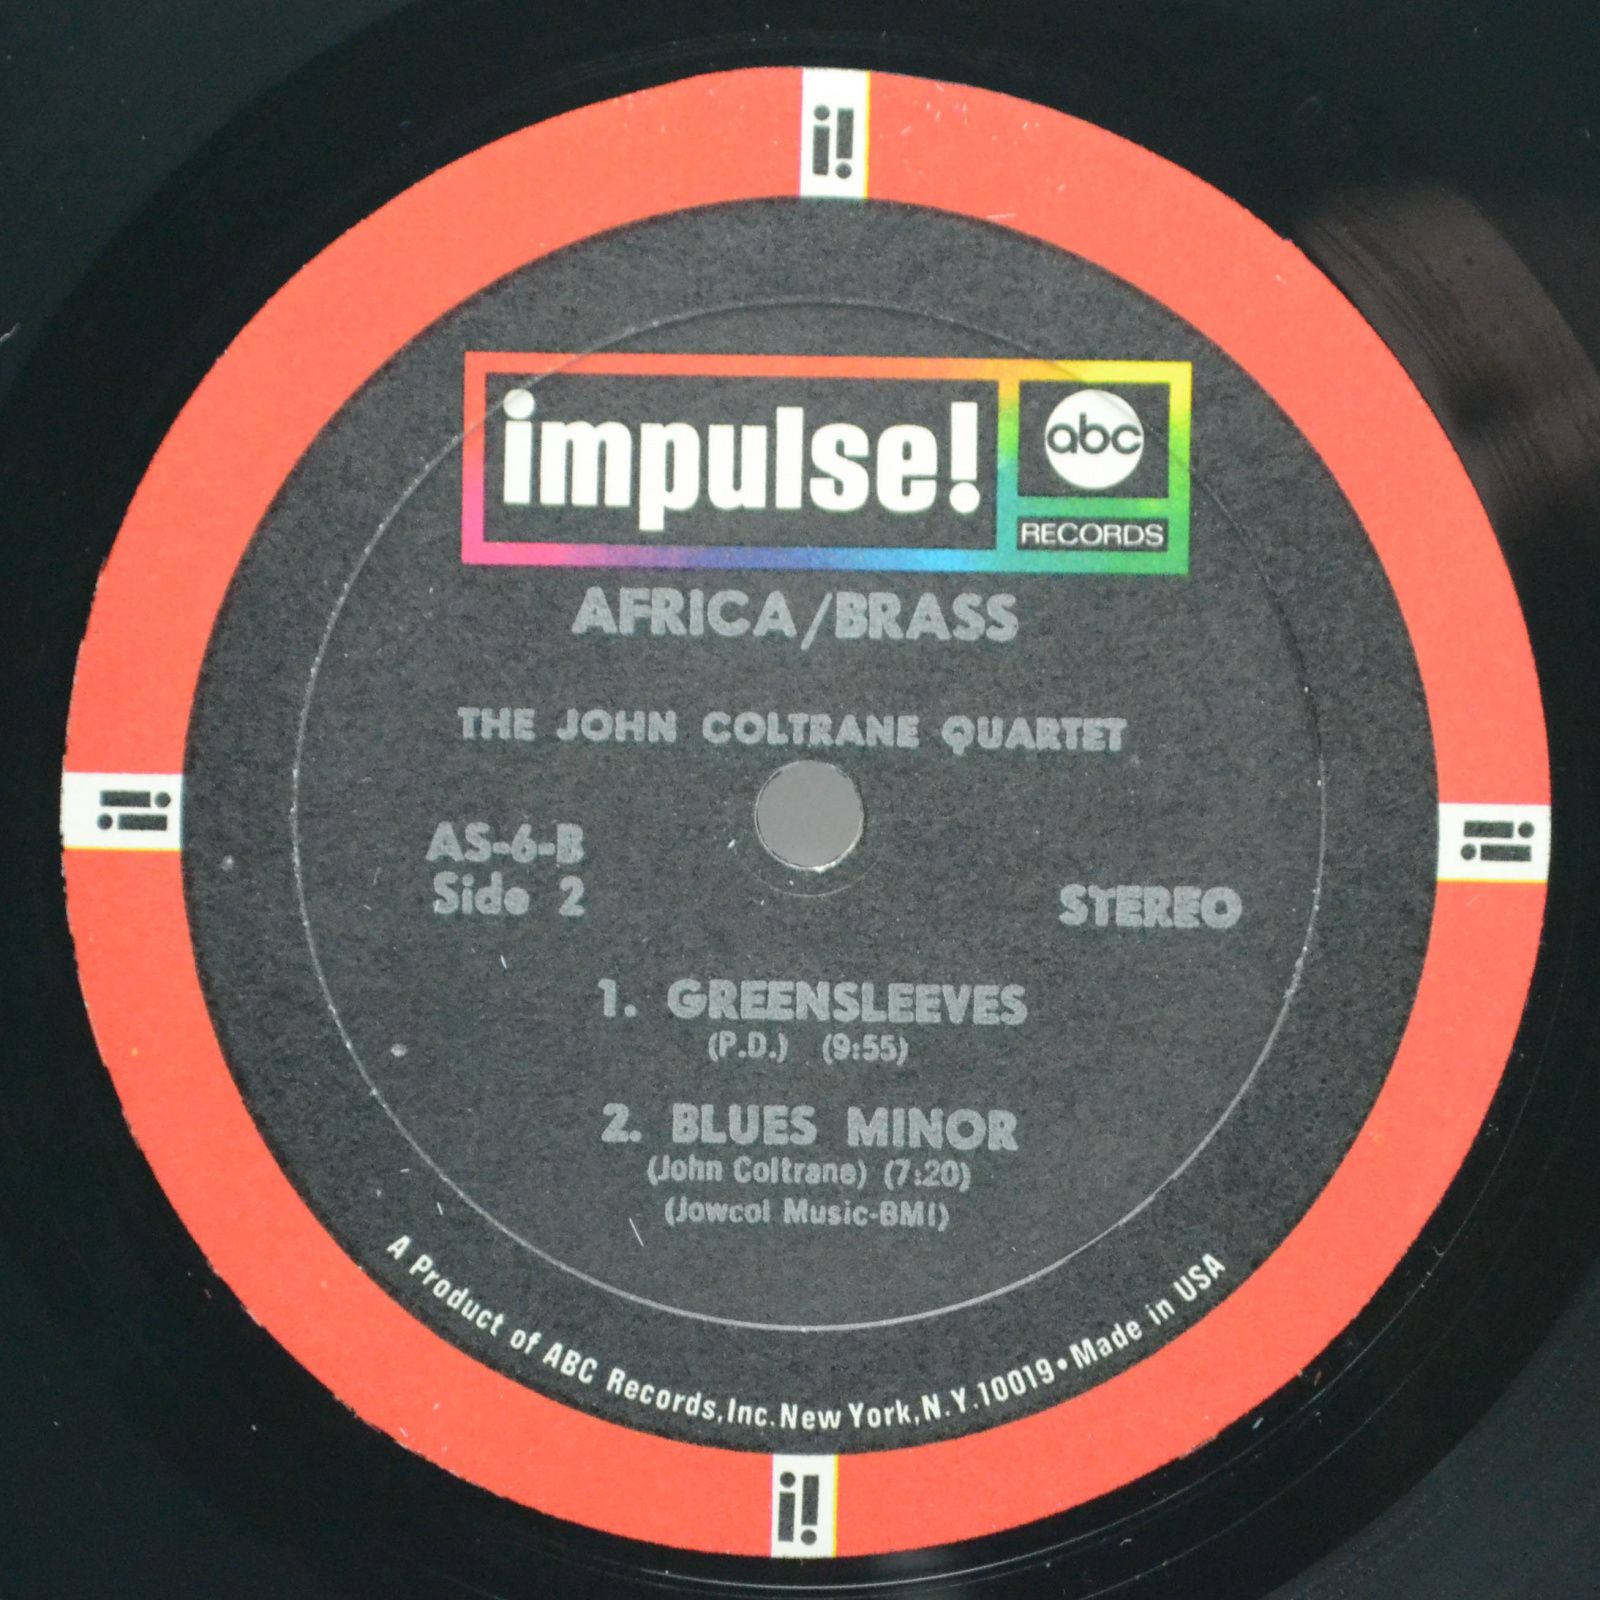 i!
impulse!
abc
RECORDS
AFRICA/BRASS
THE JOHN COLTRANE QUARTET
AS-6-B
Side 2
STEREO
i!
i!
1. GREENSLEEVES
(P.D.) (9:55)
2. BLUES MINOR
(John Coltrane) (7:20)
(Jowcol Music-BMI)
A Product of ABC Records, Inc. New York, N.Y. 10019 • Made in USA
i!